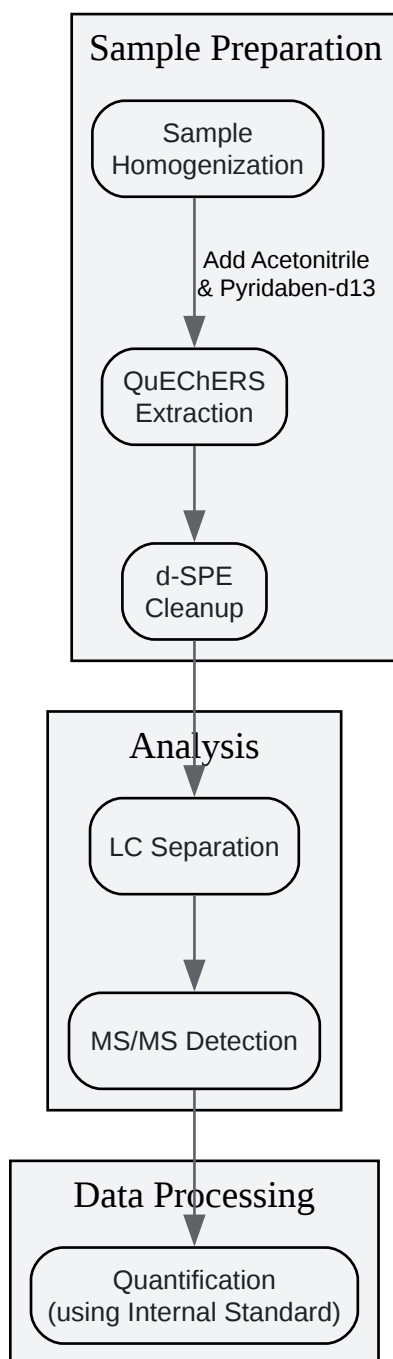 Sample Preparation
Sample
Homogenization
Add Acetonitrile
& Pyridaben-d13
QuEChERS
Extraction
d-SPE
Cleanup
Analysis
LC Separation
MS/MS Detection
Data Processing
Quantification
(using Internal Standard)